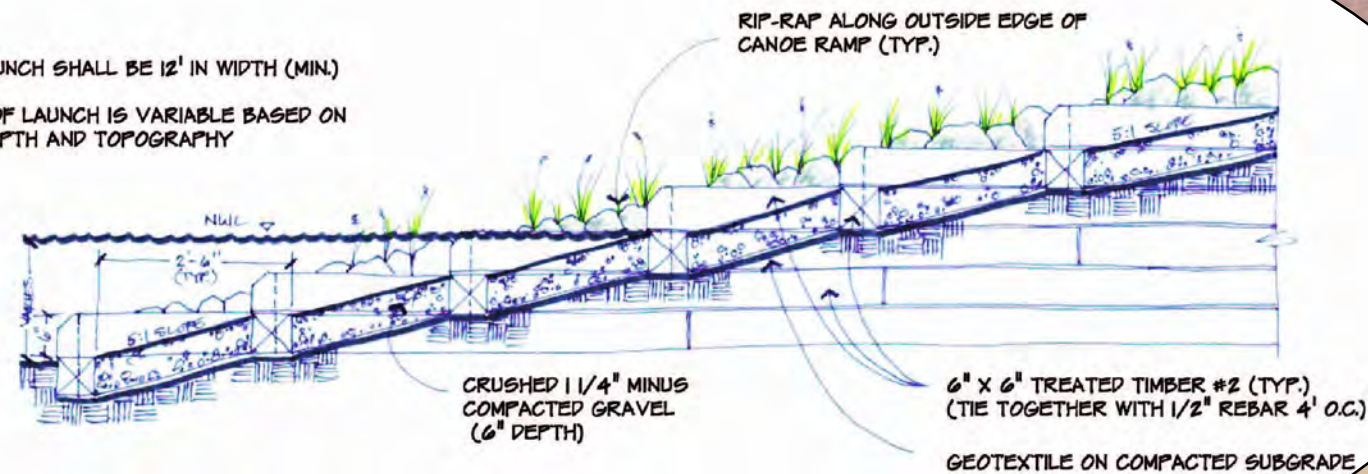 RIP-RAP ALONG OUTSIDE EDGE OF
CANOE RAMP (TYP.)
UNCH SHALL BE 12' IN WIDTH (MIN.)
OF LAUNCH IS VARIABLE BASED ON
PTH AND TOPOGRAPHY
5:1 SLOPE
NWL
2'-6"
(TYP.)
VARIES
6"
5:1 SLOPE
CRUSHED 1 1/4" MINUS
COMPACTED GRAVEL
(6" DEPTH)
6" X 6" TREATED TIMBER #2 (TYP.)
(TIE TOGETHER WITH 1/2" REBAR 4' O.C.)
GEOTEXTILE ON COMPACTED SUBGRADE